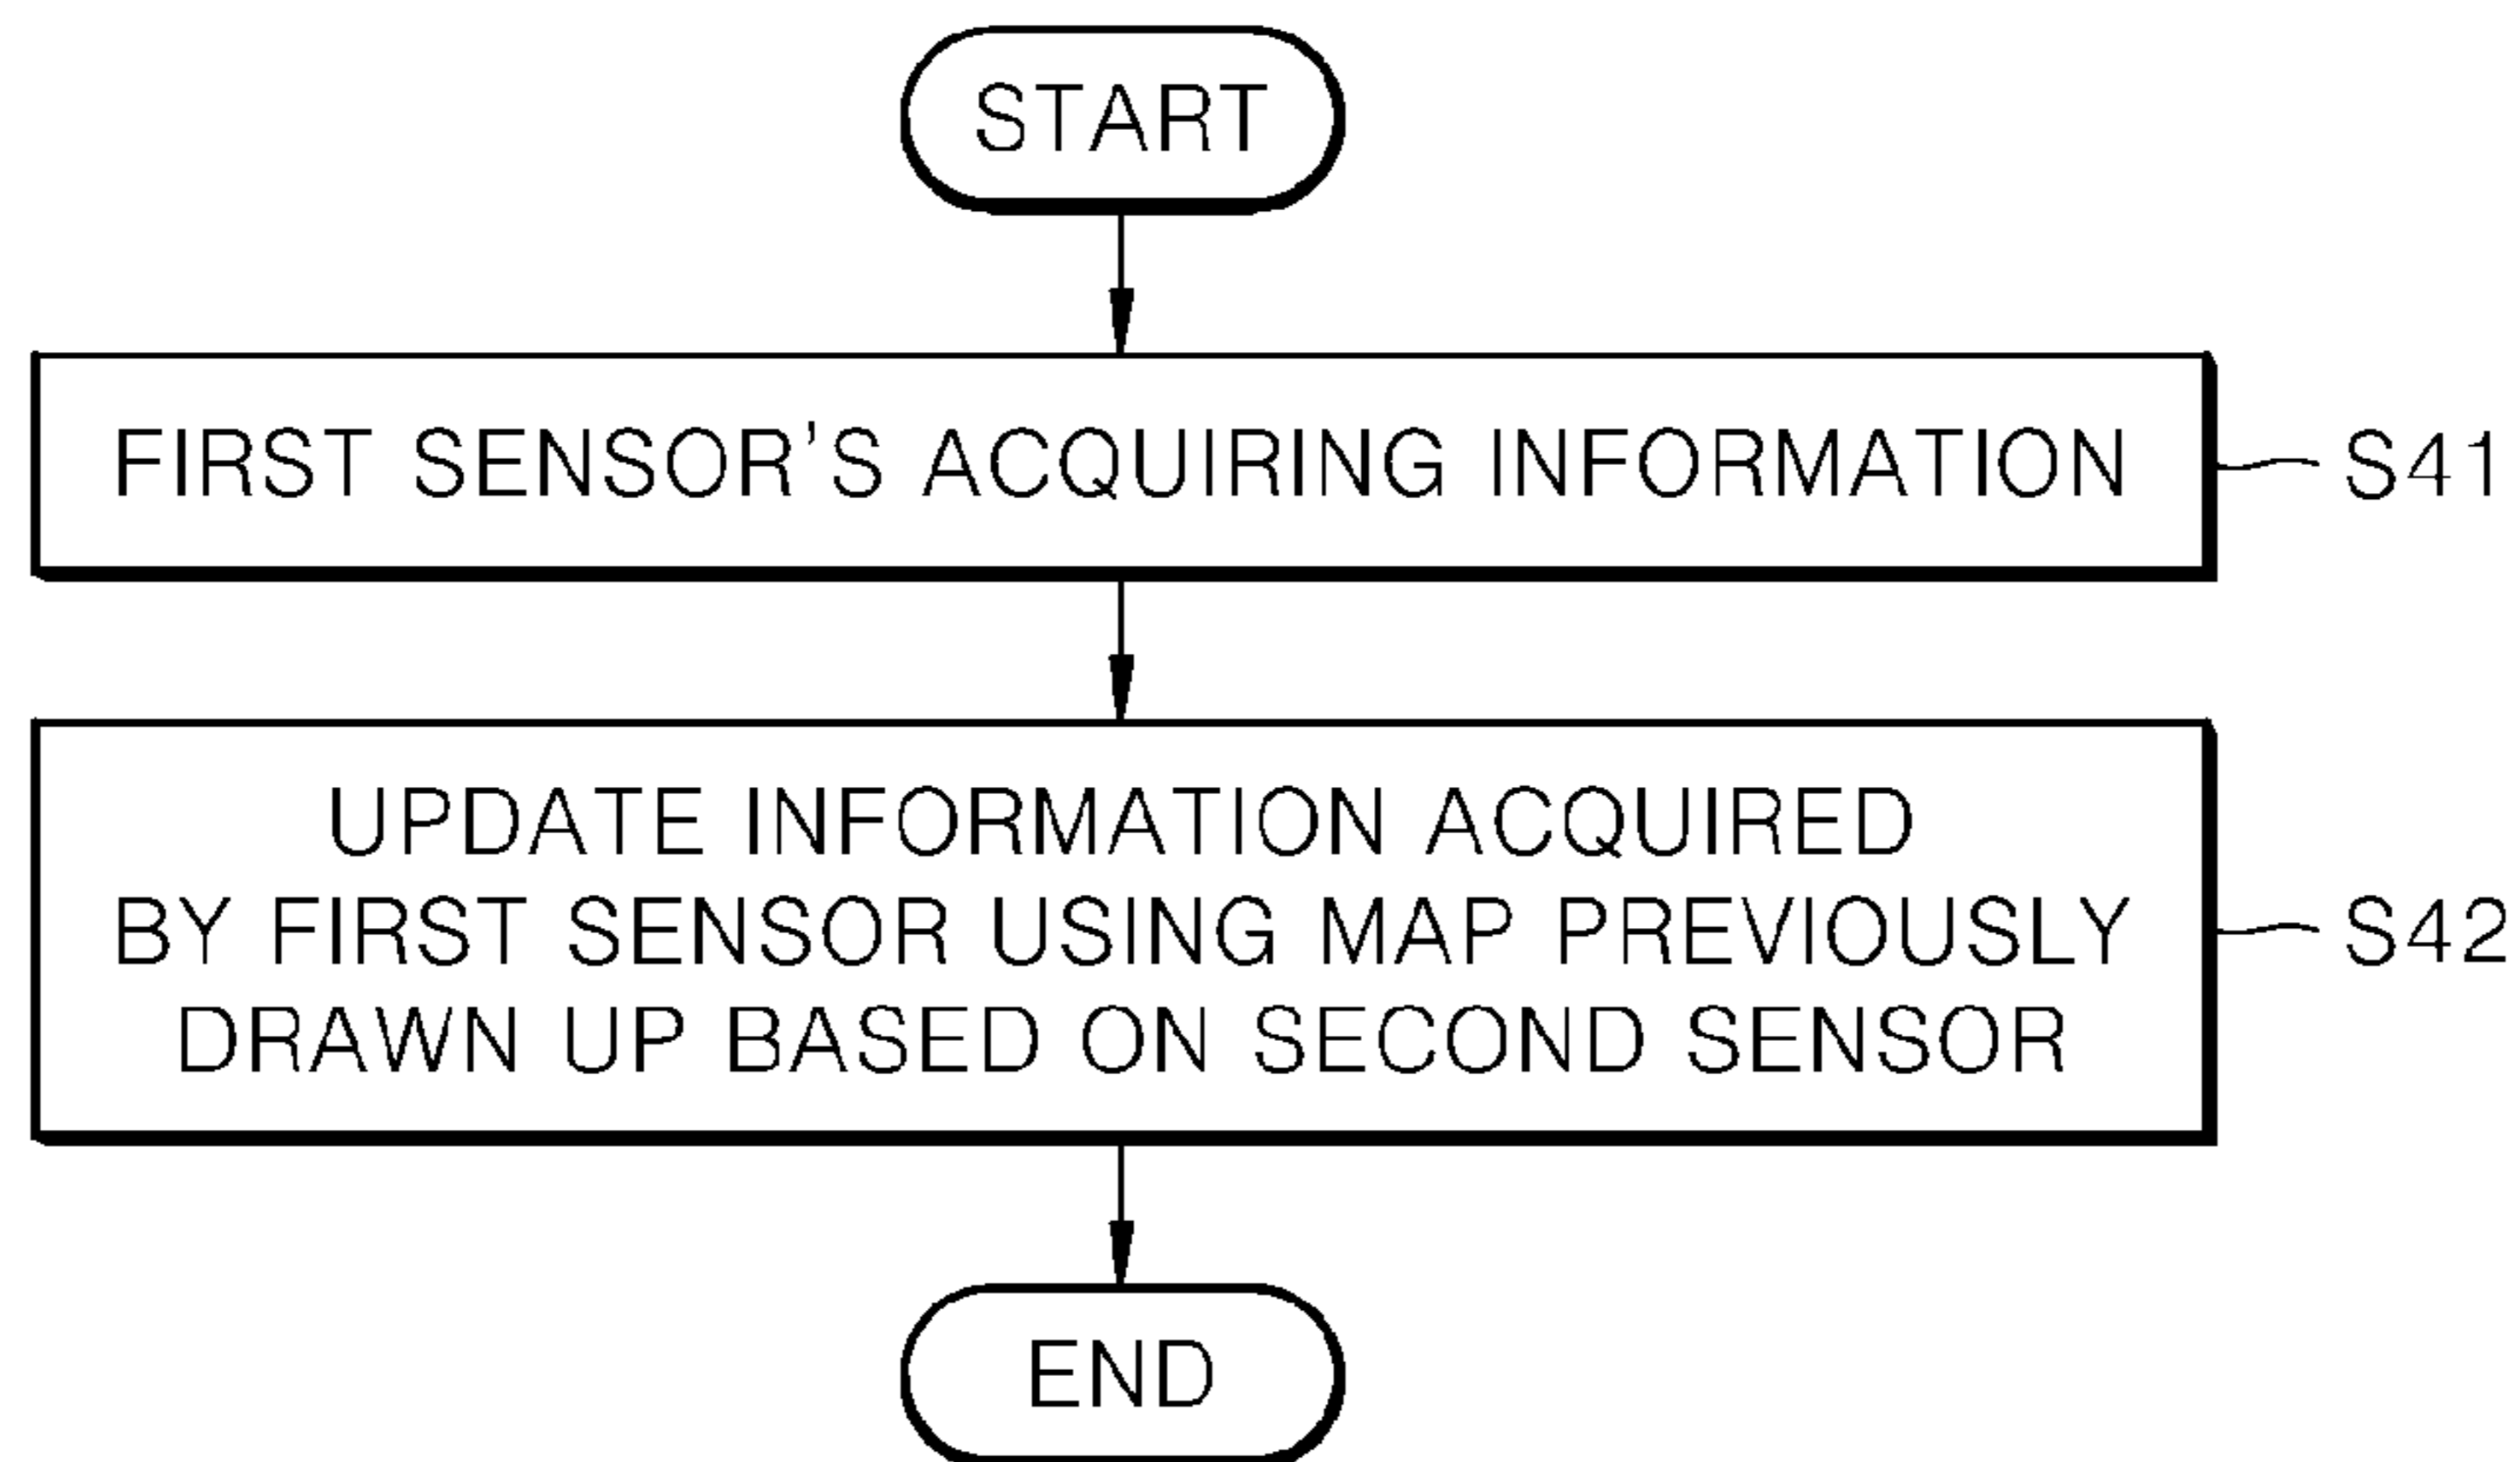 START
FIRST SENSOR'S ACQUIRING INFORMATION
S41
UPDATE INFORMATION ACQUIRED
BY FIRST SENSOR USING MAP PREVIOUSLY
S42
DRAWN UP BASED ON SECOND SENSOR
END